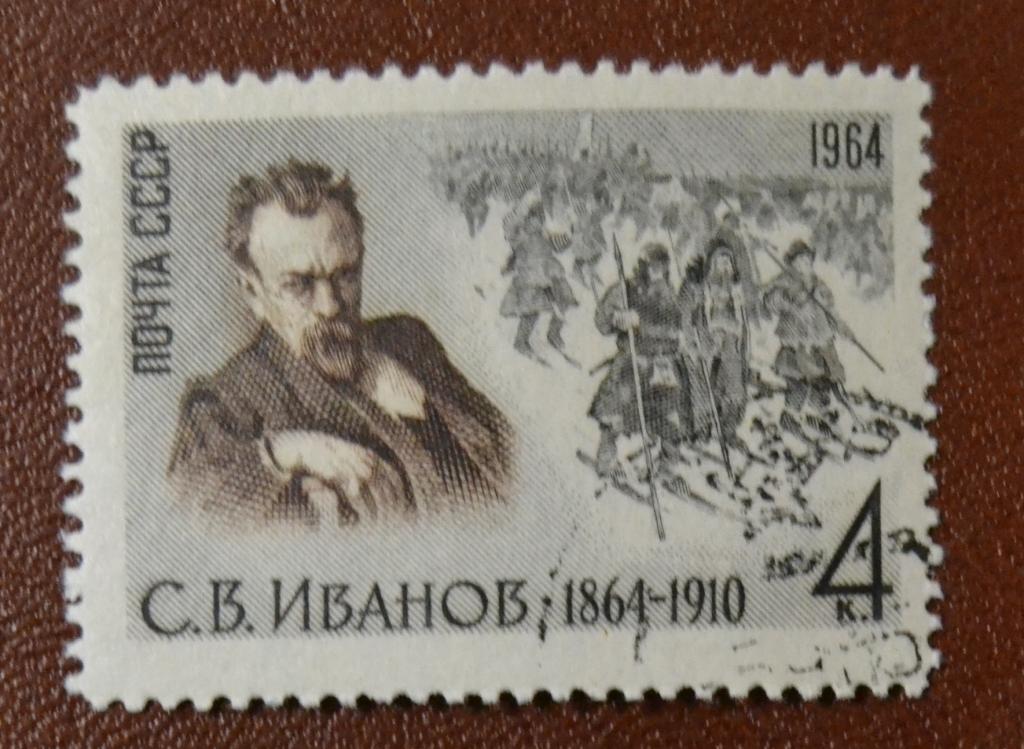 ПОЧТА СССР
1964
С.В. ИВАНОВ, 1864-1910
4 к.